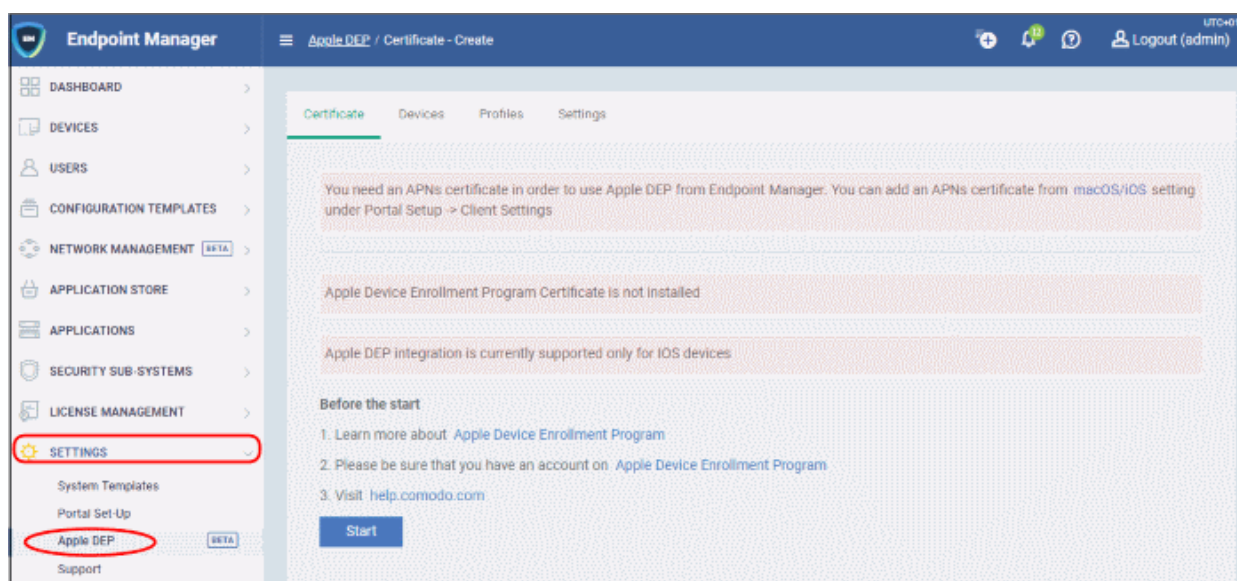 Endpoint Manager
Apple DEP / Certificate - Create
UTC+0
Logout (admin)
DASHBOARD
DEVICES
USERS
CONFIGURATION TEMPLATES
NETWORK MANAGEMENT BETA
APPLICATION STORE
APPLICATIONS
SECURITY SUB-SYSTEMS
LICENSE MANAGEMENT
SETTINGS
System Templates
Portal Set-Up
Apple DEP BETA
Support
Certificate Devices Profiles Settings
You need an APNs certificate in order to use Apple DEP from Endpoint Manager. You can add an APNs certificate from macOS/iOS setting
under Portal Setup -> Client Settings
Apple Device Enrollment Program Certificate is not installed
Apple DEP integration is currently supported only for IOS devices
Before the start
1. Learn more about Apple Device Enrollment Program
2. Please be sure that you have an account on Apple Device Enrollment Program
3. Visit help.comodo.com
Start